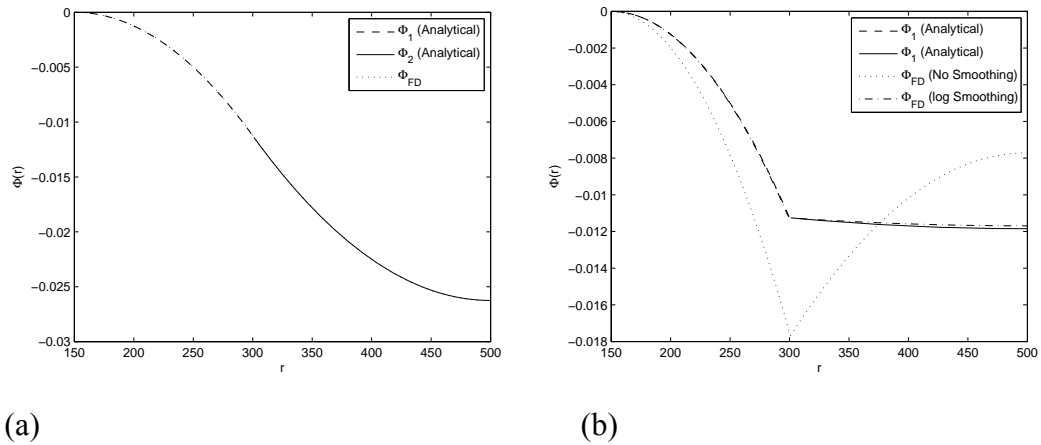 0
−0.005
−0.01
−0.015
−0.02
−0.025
−0.03
Φ(r)
150 200 250 300 350 400 450 500
r
Φ1 (Analytical)
Φ2 (Analytical)
ΦFD
(a)
0
−0.002
−0.004
−0.006
−0.008
−0.01
−0.012
−0.014
−0.016
−0.018
Φ(r)
150 200 250 300 350 400 450 500
r
Φ1 (Analytical)
Φ1 (Analytical)
ΦFD (No Smoothing)
ΦFD (log Smoothing)
(b)